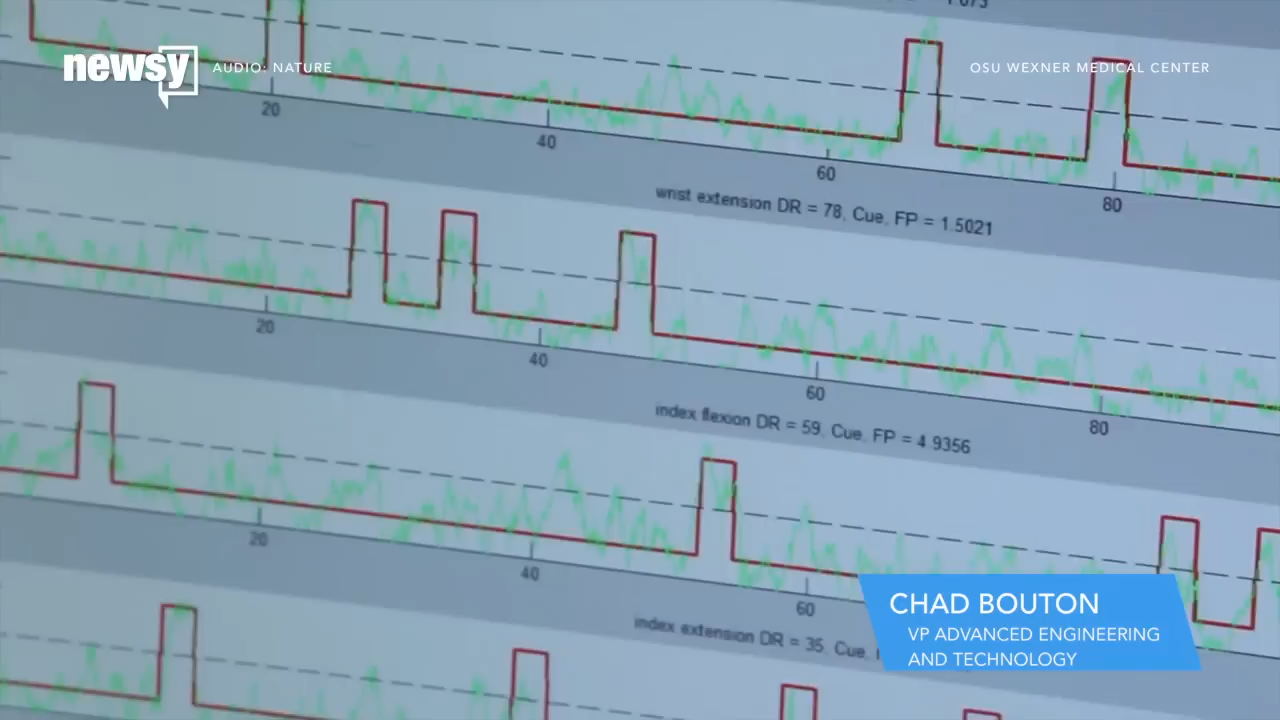 newsy
AUDIO: NATURE
OSU WEXNER MEDICAL CENTER
20
40
60
80
wrist extension DR = 78, Cue, FP = 1.5021
20
40
60
80
index flexion DR = 59, Cue, FP = 4.9356
20
40
60
index extension DR = 35, Cue,
CHAD BOUTON
VP ADVANCED ENGINEERING
AND TECHNOLOGY